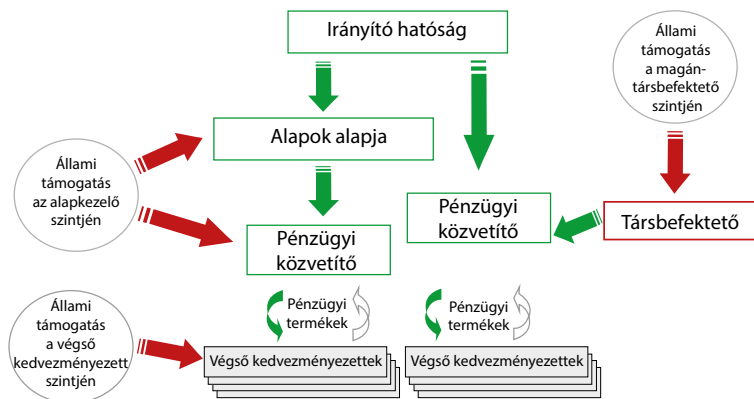 Irányító hatóság
Állami
támogatás
a magán-
társbefektető
szintjén
Alapok alapja
Állami
támogatás
az alapkezelő
szintjén
Pénzügyi
közvetítő
Pénzügyi
közvetítő
Társbefektető
Állami
támogatás
a végső
kedvezményezett
szintjén
Pénzügyi
termékek
Pénzügyi
termékek
Végső kedvezményezettek
Végső kedvezményezettek